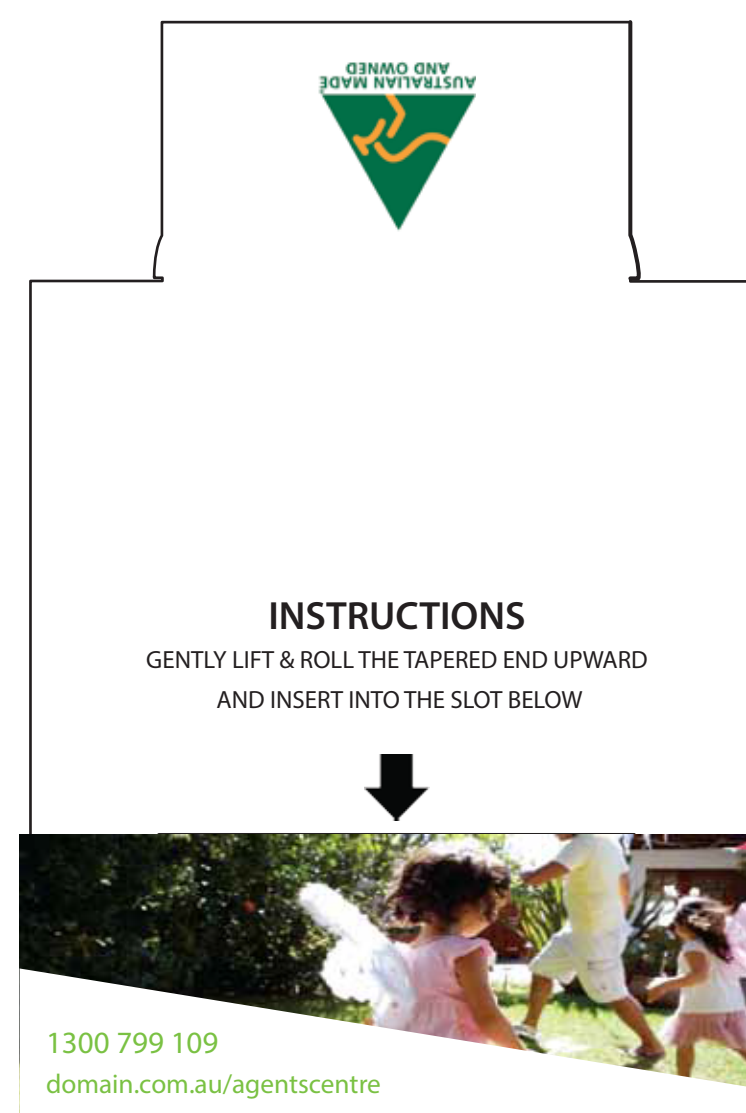 AUSTRALIAN MADE
AND OWNED
INSTRUCTIONS
GENTLY LIFT & ROLL THE TAPERED END UPWARD
AND INSERT INTO THE SLOT BELOW
1300 799 109
domain.com.au/agentscentre